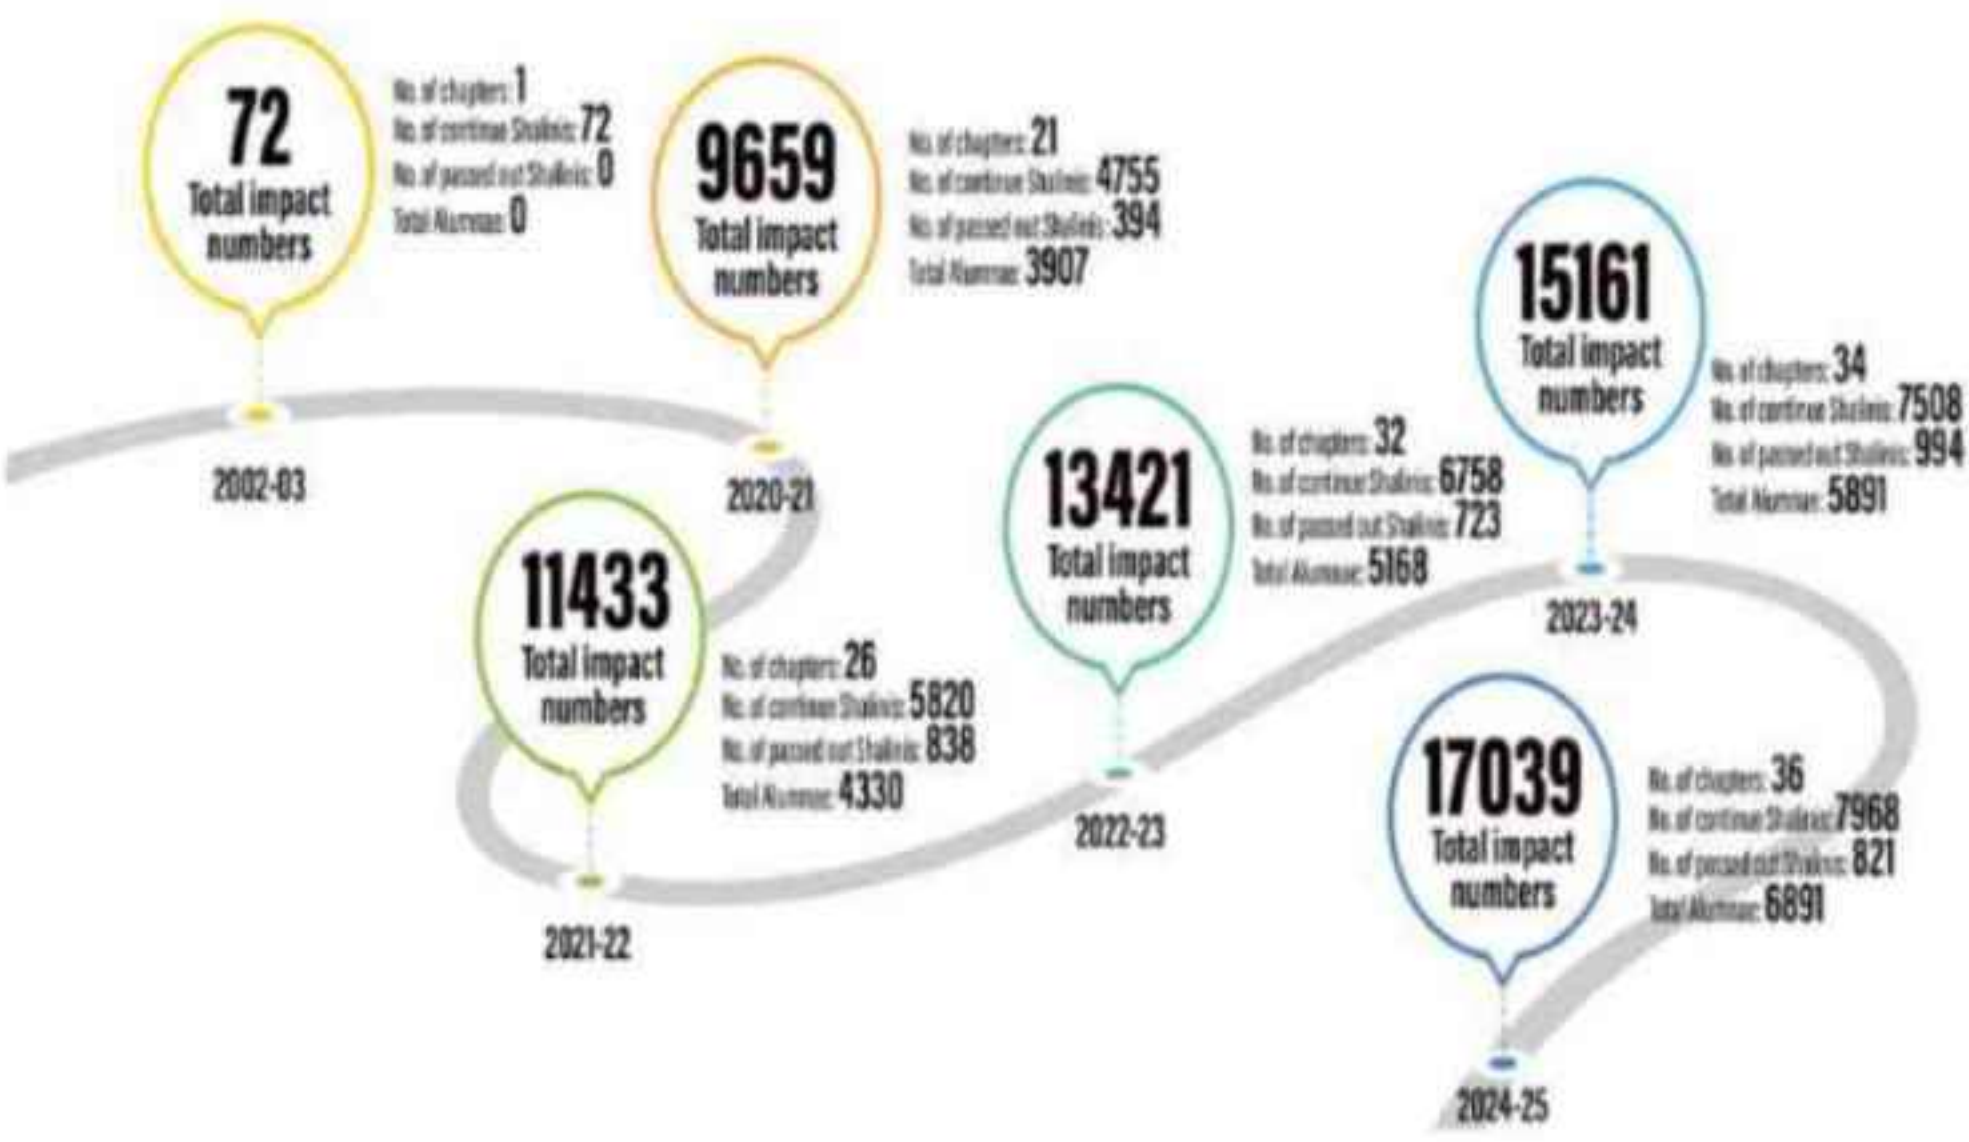 72
Total impact
numbers
No. of chapters: 1
No. of continue Shalinis: 72
No. of passed out Shalinis: 0
Total Alumnae: 0
2002-03
9659
Total impact
numbers
No. of chapters: 21
No. of continue Shalinis: 4755
No. of passed out Shalinis: 394
Total Alumnae: 3907
2020-21
11433
Total impact
numbers
No. of chapters: 26
No. of continue Shalinis: 5820
No. of passed out Shalinis: 838
Total Alumnae: 4330
2021-22
13421
Total impact
numbers
No. of chapters: 32
No. of continue Shalinis: 6758
No. of passed out Shalinis: 723
Total Alumnae: 5168
2022-23
15161
Total impact
numbers
No. of chapters: 34
No. of continue Shalinis: 7508
No. of passed out Shalinis: 994
Total Alumnae: 5891
2023-24
17039
Total impact
numbers
No. of chapters: 36
No. of continue Shalinis: 7968
No. of passed out Shalinis: 821
Total Alumnae: 6891
2024-25